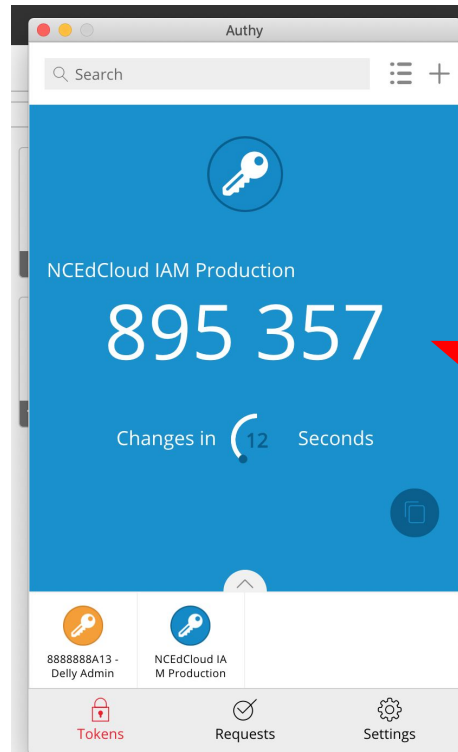 Authy
Search
NCEdCloud IAM Production
895 357
Changes in 12 Seconds
8888888A13 -
Delly Admin
NCEdCloud IA
M Production
Tokens
Requests
Settings